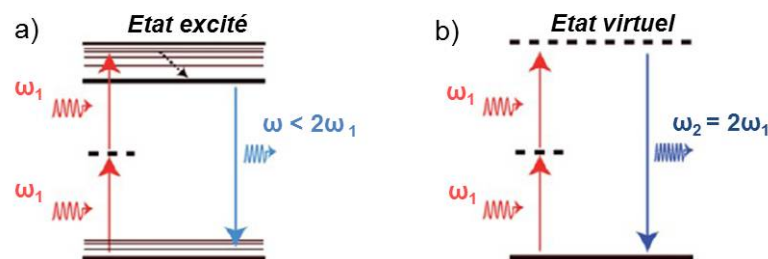 a) Etat excité
ω₁
ω < 2ω₁
ω₁
b) Etat virtuel
ω₁
ω₂ = 2ω₁
ω₁